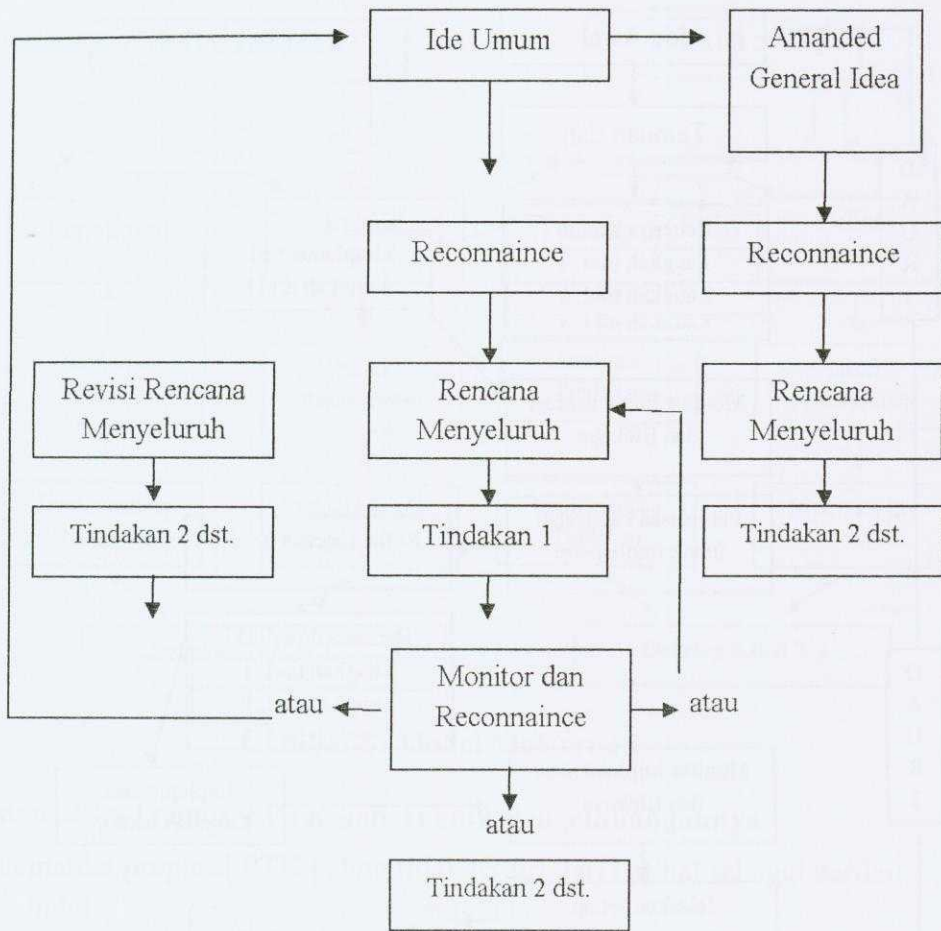 Ide Umum
Amanded
General Idea
Reconnaince
Reconnaince
Revisi Rencana
Menyeluruh
Rencana
Menyeluruh
Rencana
Menyeluruh
Tindakan 2 dst.
Tindakan 1
Tindakan 2 dst.
atau
Monitor dan
Reconnaince
atau
atau
Tindakan 2 dst.